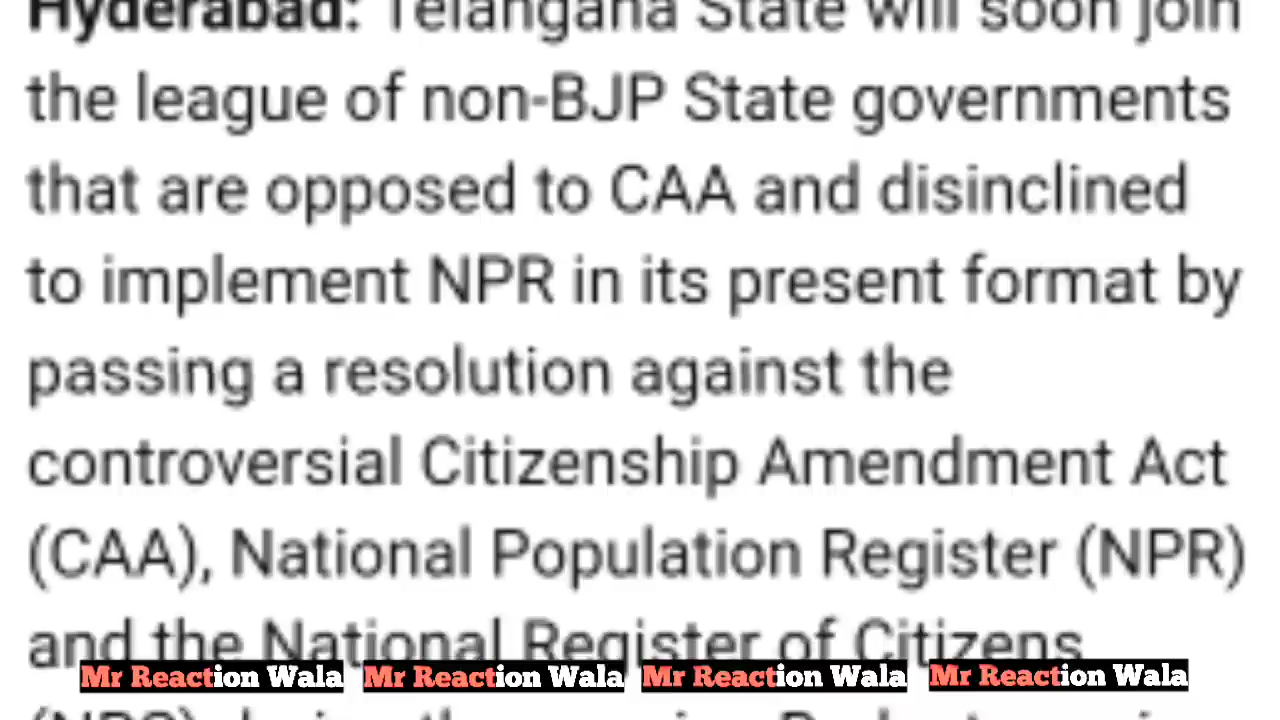 Hyderabad: Telangana State will soon join
the league of non-BJP State governments
that are opposed to CAA and disinclined
to implement NPR in its present format by
passing a resolution against the
controversial Citizenship Amendment Act
(CAA), National Population Register (NPR)
and the National Register of Citizens
Mr Reaction Wala Mr Reaction Wala Mr Reaction Wala Mr Reaction Wala